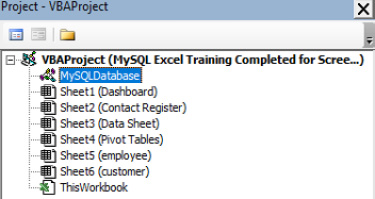 Project - VBAProject
VBAProject (MySQL Excel Training Completed for Scree...)
MySQLDatabase
Sheet1 (Dashboard)
Sheet2 (Contact Register)
Sheet3 (Data Sheet)
Sheet4 (Pivot Tables)
Sheet5 (employee)
Sheet6 (customer)
ThisWorkbook